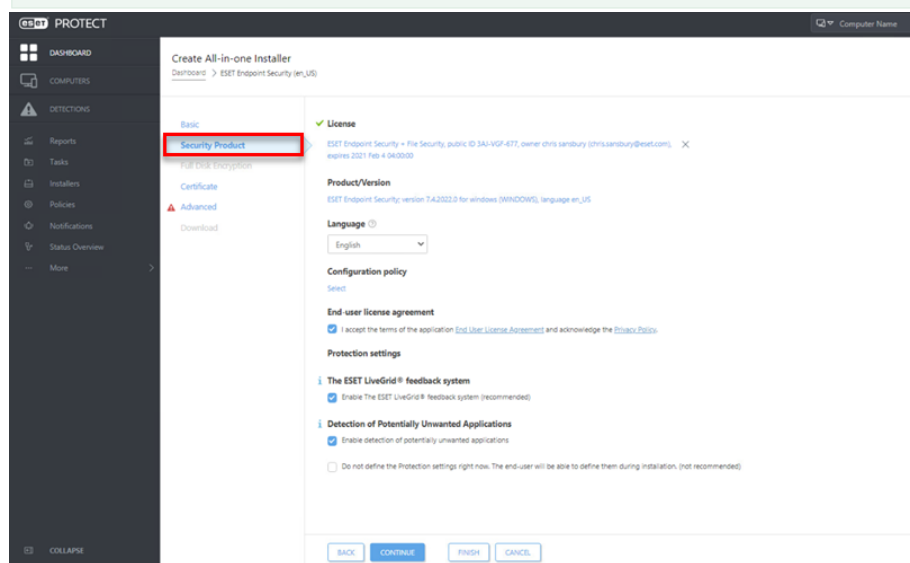 eset PROTECT
Computer Name
DASHBOARD
COMPUTERS
DETECTIONS
Reports
Tasks
Installers
Policies
Notifications
Status Overview
More
COLLAPSE
Create All-in-one Installer
Dashboard > ESET Endpoint Security (en_US)
Basic
Security Product
Full Disk Encryption
Certificate
Advanced
Download
License
ESET Endpoint Security + File Security, public ID 3AJ-VGF-677, owner chris sansbury (chris.sansbury@eset.com),
expires 2021 Feb 4 04:00:00
Product/Version
ESET Endpoint Security; version 7.4.2022.0 for windows (WINDOWS), language en_US
Language
English
Configuration policy
Select
End-user license agreement
I accept the terms of the application End User License Agreement and acknowledge the Privacy Policy.
Protection settings
The ESET LiveGrid® feedback system
Enable The ESET LiveGrid® feedback system (recommended)
Detection of Potentially Unwanted Applications
Enable detection of potentially unwanted applications
Do not define the Protection settings right now. The end-user will be able to define them during installation. (not recommended)
BACK CONTINUE FINISH CANCEL